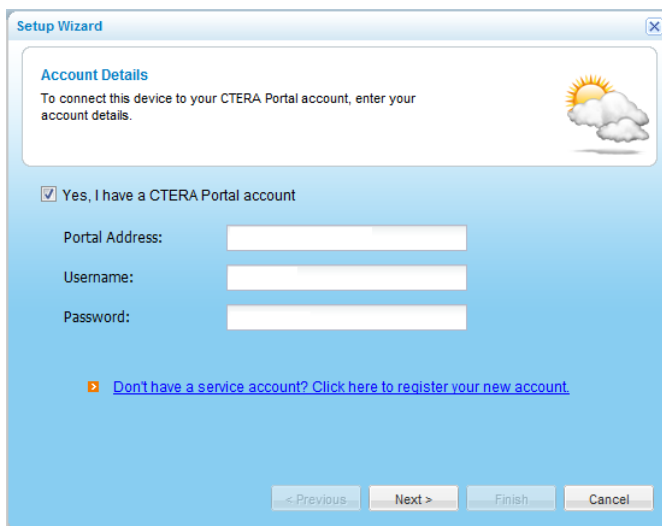 Setup Wizard
Account Details
To connect this device to your CTERA Portal account, enter your
account details.
Yes, I have a CTERA Portal account
Portal Address:
Username:
Password:
Don't have a service account? Click here to register your new account.
< Previous
Next >
Finish
Cancel